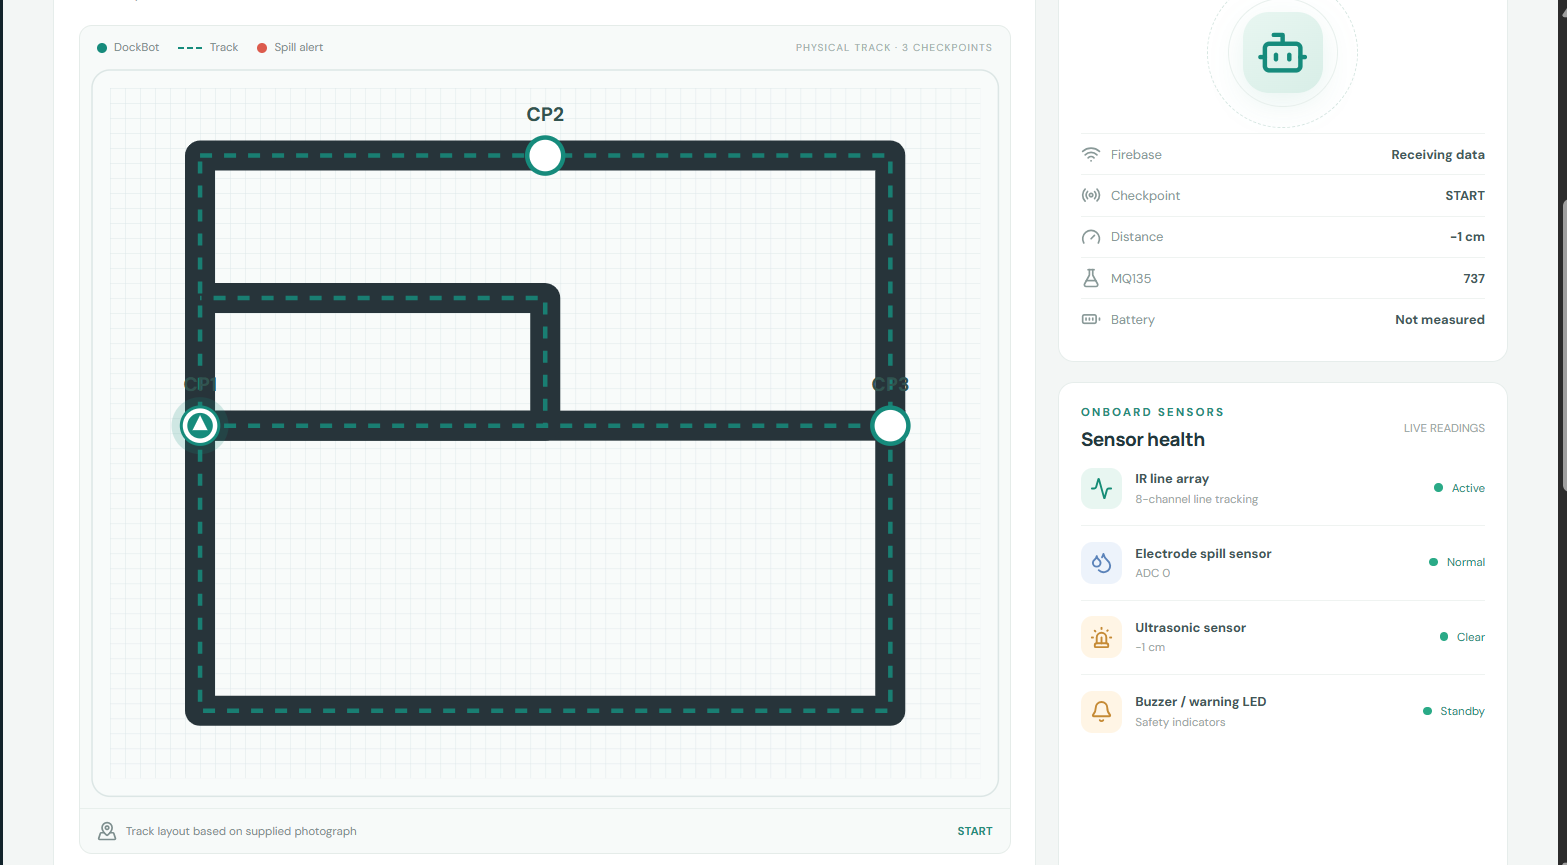 DockBot
Track
Spill alert
PHYSICAL TRACK · 3 CHECKPOINTS
CP2
CP1
CP3
Track layout based on supplied photograph
START
Firebase
Receiving data
Checkpoint
START
Distance
-1 cm
MQ135
737
Battery
Not measured
ONBOARD SENSORS
Sensor health
LIVE READINGS
IR line array
8-channel line tracking
Active
Electrode spill sensor
ADC 0
Normal
Ultrasonic sensor
-1 cm
Clear
Buzzer / warning LED
Safety indicators
Standby